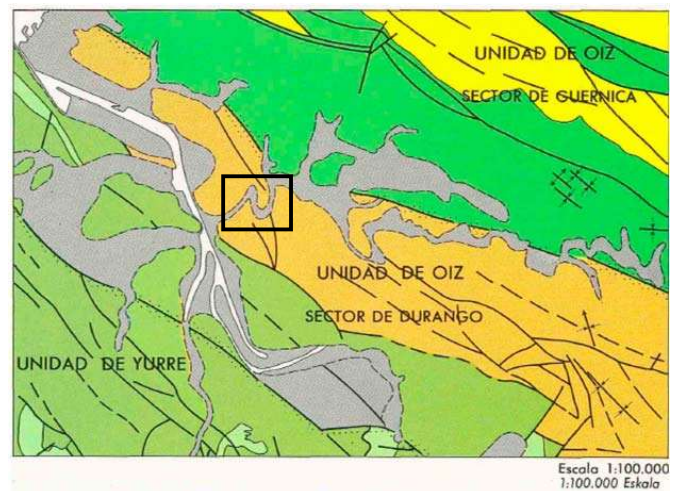 UNIDAD DE OIZ
SECTOR DE GUERNICA
UNIDAD DE OIZ
SECTOR DE DURANGO
UNIDAD DE YURRE
Escala 1:100.000
1:100.000 Eskala